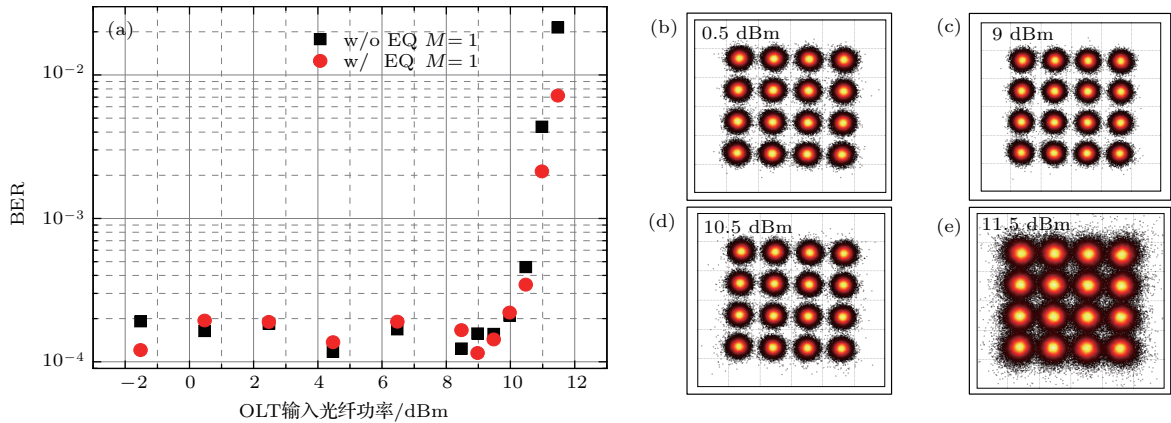 (a)
w/o EQ M = 1
w/ EQ M = 1
10⁻²
10⁻³
10⁻⁴
BER
−2 0 2 4 6 8 10 12
OLT输入光纤功率/dBm
(b)
0.5 dBm
(c)
9 dBm
(d)
10.5 dBm
(e)
11.5 dBm